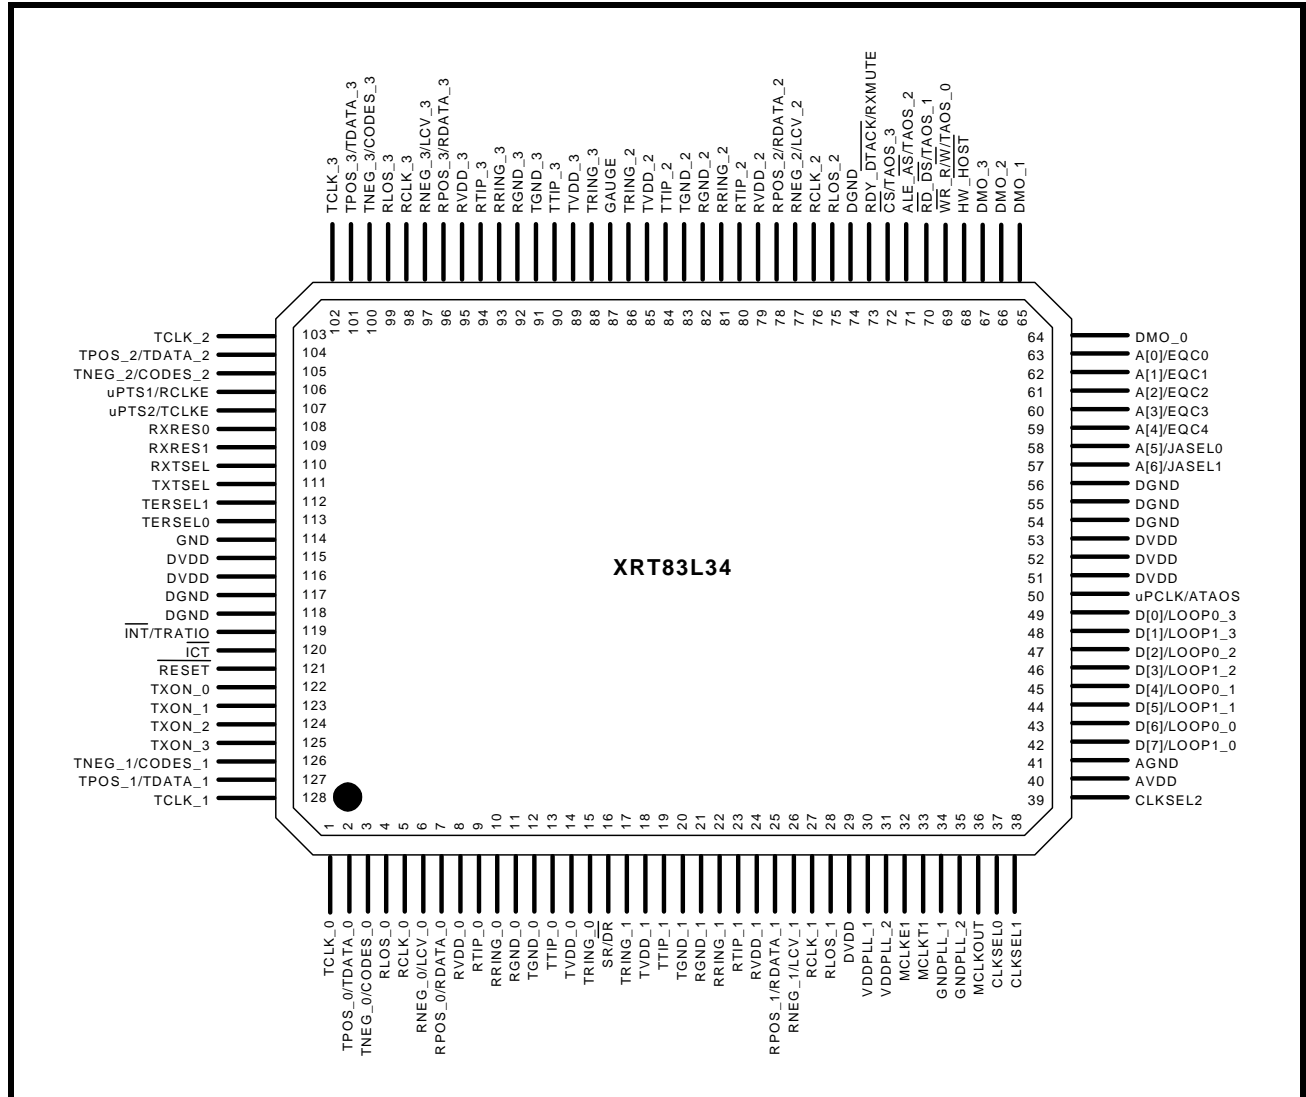 TCLK_3
TPOS_3/TDATA_3
TNEG_3/CODES_3
RLOS_3
RCLK_3
RNEG_3/LCV_3
RPOS_3/RDATA_3
RVDD_3
RTIP_3
RRING_3
RGND_3
TGND_3
TTIP_3
TVDD_3
TRING_3
GAUGE
TRING_2
TVDD_2
TTIP_2
TGND_2
RGND_2
RRING_2
RTIP_2
RVDD_2
RPOS_2/RDATA_2
RNEG_2/LCV_2
RCLK_2
RLOS_2
DGND
RDY_DTACK/RXMUTE
CS/TAOS_3
ALE_AS/TAOS_2
RD_DS/TAOS_1
WR_R/W/TAOS_0
HW_HOST
DMO_3
DMO_2
DMO_1
102
101
100
99
98
97
96
95
94
93
92
91
90
89
88
87
86
85
84
83
82
81
80
79
78
77
76
75
74
73
72
71
70
69
68
67
66
65
TCLK_2 103
TPOS_2/TDATA_2 104
TNEG_2/CODES_2 105
uPTS1/RCLKE 106
uPTS2/TCLKE 107
RXRES0 108
RXRES1 109
RXTSEL 110
TXTSEL 111
TERSEL1 112
TERSEL0 113
GND 114
DVDD 115
DVDD 116
DGND 117
DGND 118
INT/TRATIO 119
ICT 120
RESET 121
TXON_0 122
TXON_1 123
TXON_2 124
TXON_3 125
TNEG_1/CODES_1 126
TPOS_1/TDATA_1 127
TCLK_1 128
XRT83L34
64 DMO_0
63 A[0]/EQC0
62 A[1]/EQC1
61 A[2]/EQC2
60 A[3]/EQC3
59 A[4]/EQC4
58 A[5]/JASEL0
57 A[6]/JASEL1
56 DGND
55 DGND
54 DGND
53 DVDD
52 DVDD
51 DVDD
50 uPCLK/ATAOS
49 D[0]/LOOP0_3
48 D[1]/LOOP1_3
47 D[2]/LOOP0_2
46 D[3]/LOOP1_2
45 D[4]/LOOP0_1
44 D[5]/LOOP1_1
43 D[6]/LOOP0_0
42 D[7]/LOOP1_0
41 AGND
40 AVDD
39 CLKSEL2
1
2
3
4
5
6
7
8
9
10
11
12
13
14
15
16
17
18
19
20
21
22
23
24
25
26
27
28
29
30
31
32
33
34
35
36
37
38
TCLK_0
TPOS_0/TDATA_0
TNEG_0/CODES_0
RLOS_0
RCLK_0
RNEG_0/LCV_0
RPOS_0/RDATA_0
RVDD_0
RTIP_0
RRING_0
RGND_0
TGND_0
TTIP_0
TVDD_0
TRING_0
SR/DR
TRING_1
TVDD_1
TTIP_1
TGND_1
RGND_1
RRING_1
RTIP_1
RVDD_1
RPOS_1/RDATA_1
RNEG_1/LCV_1
RCLK_1
RLOS_1
DVDD
VDDPLL_1
VDDPLL_2
MCLKE1
MCLKT1
GNDPLL_1
GNDPLL_2
MCLKOUT
CLKSEL0
CLKSEL1